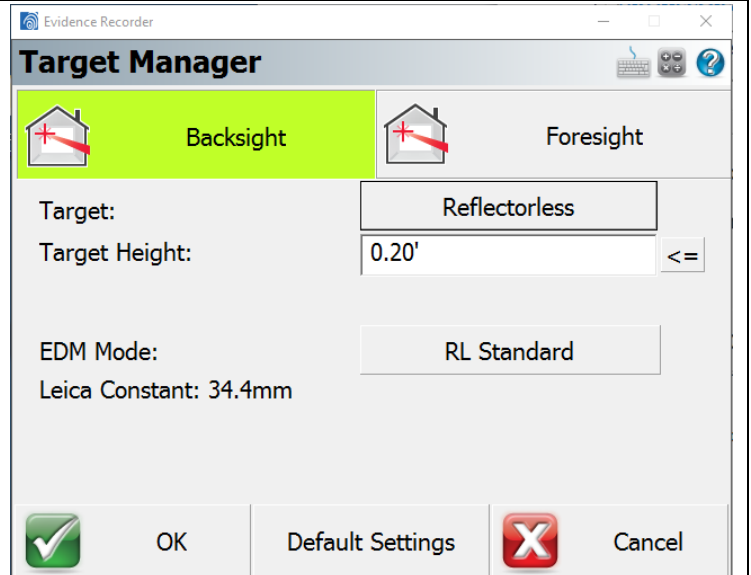 Evidence Recorder
Target Manager
Backsight
Foresight
Target:
Reflectorless
Target Height:
0.20'
<=
EDM Mode:
RL Standard
Leica Constant: 34.4mm
OK
Default Settings
Cancel